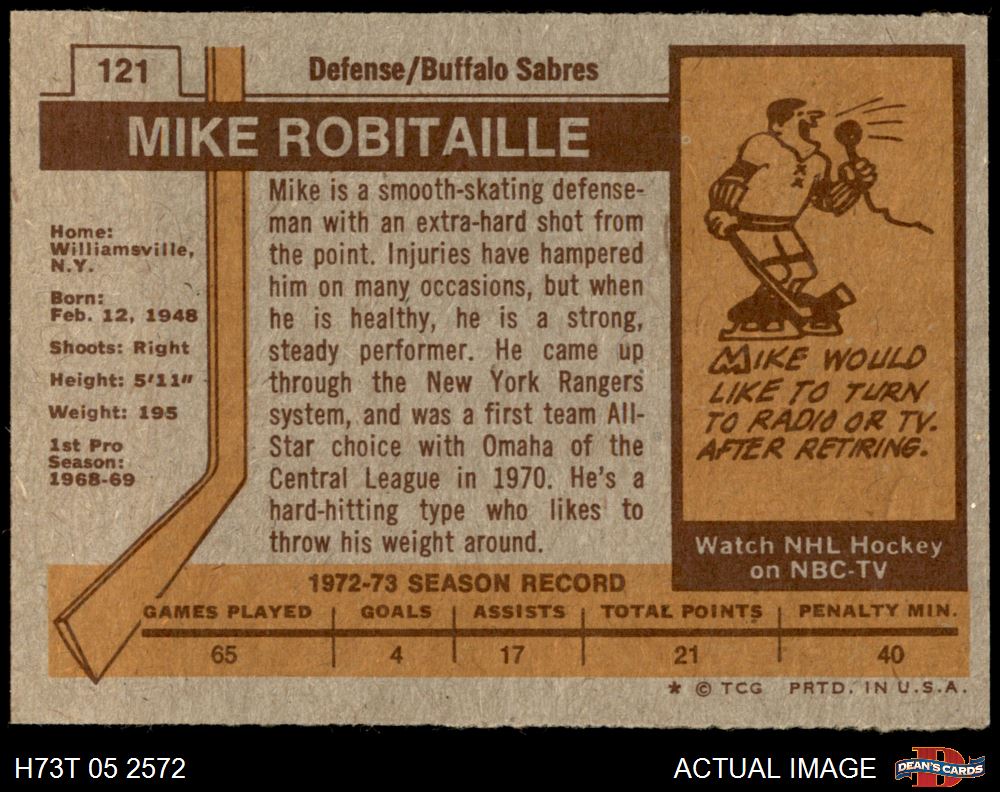 121
Defense/Buffalo Sabres
MIKE ROBITAILLE
Home:
Williamsville,
N.Y.
Born:
Feb. 12, 1948
Shoots: Right
Height: 5'11"
Weight: 195
1st Pro
Season:
1968-69
Mike is a smooth-skating defense-
man with an extra-hard shot from
the point. Injuries have hampered
him on many occasions, but when
he is healthy, he is a strong,
steady performer. He came up
through the New York Rangers
system, and was a first team All-
Star choice with Omaha of the
Central League in 1970. He's a
hard-hitting type who likes to
throw his weight around.
MIKE WOULD
LIKE TO TURN
TO RADIO OR TV.
AFTER RETIRING.
Watch NHL Hockey
on NBC-TV
1972-73 SEASON RECORD
GAMES PLAYED GOALS ASSISTS TOTAL POINTS PENALTY MIN.
65 4 17 21 40
* © TCG PRTD. IN U.S.A.
H73T 05 2572
ACTUAL IMAGE
D
DEAN'S CARDS